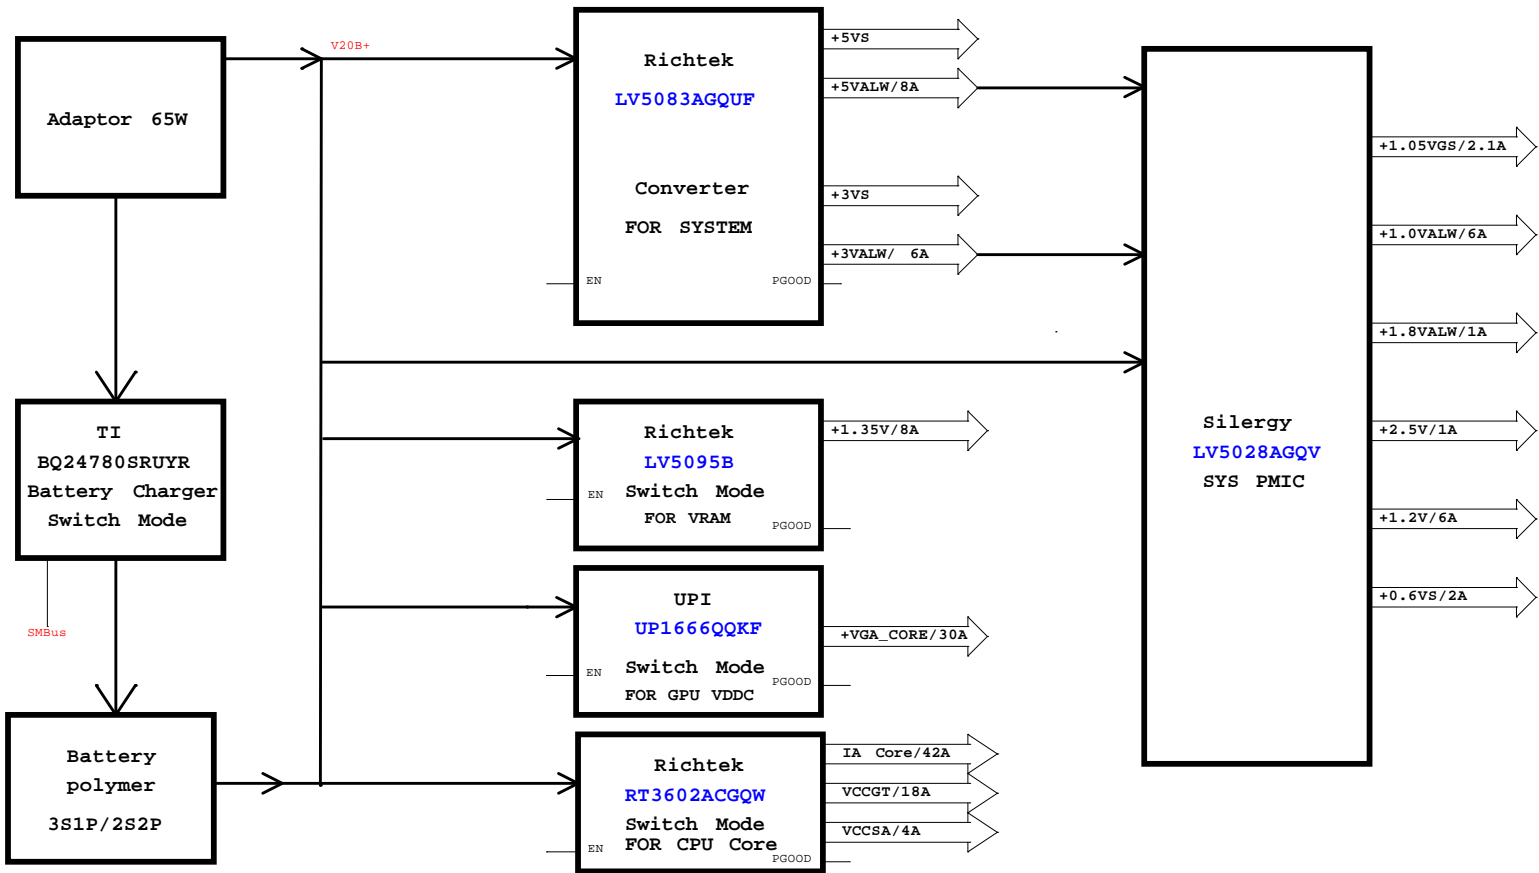 Adaptor 65W
V20B+
Richtek
LV5083AGQUF
Converter
FOR SYSTEM
EN
PGOOD
+5VS
+5VALW/8A
+3VS
+3VALW/ 6A
TI
BQ24780SRUYR
Battery Charger
Switch Mode
SMBus
Battery
polymer
3S1P/2S2P
Richtek
LV5095B
Switch Mode
FOR VRAM
EN
PGOOD
+1.35V/8A
UPI
UP1666QQKF
Switch Mode
FOR GPU VDDC
EN
PGOOD
+VGA_CORE/30A
Richtek
RT3602ACGQW
Switch Mode
FOR CPU Core
EN
PGOOD
IA Core/42A
VCCGT/18A
VCCSA/4A
Silergy
LV5028AGQV
SYS PMIC
+1.05VGS/2.1A
+1.0VALW/6A
+1.8VALW/1A
+2.5V/1A
+1.2V/6A
+0.6VS/2A